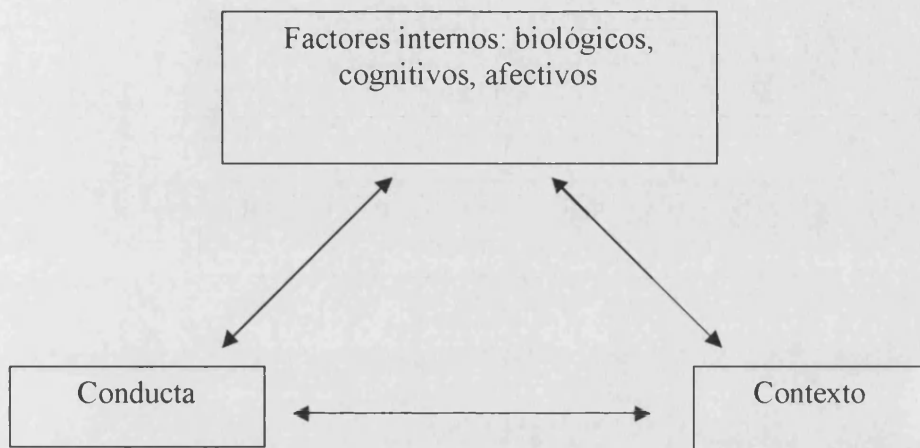 Factores internos: biológicos,
cognitivos, afectivos
Conducta
Contexto